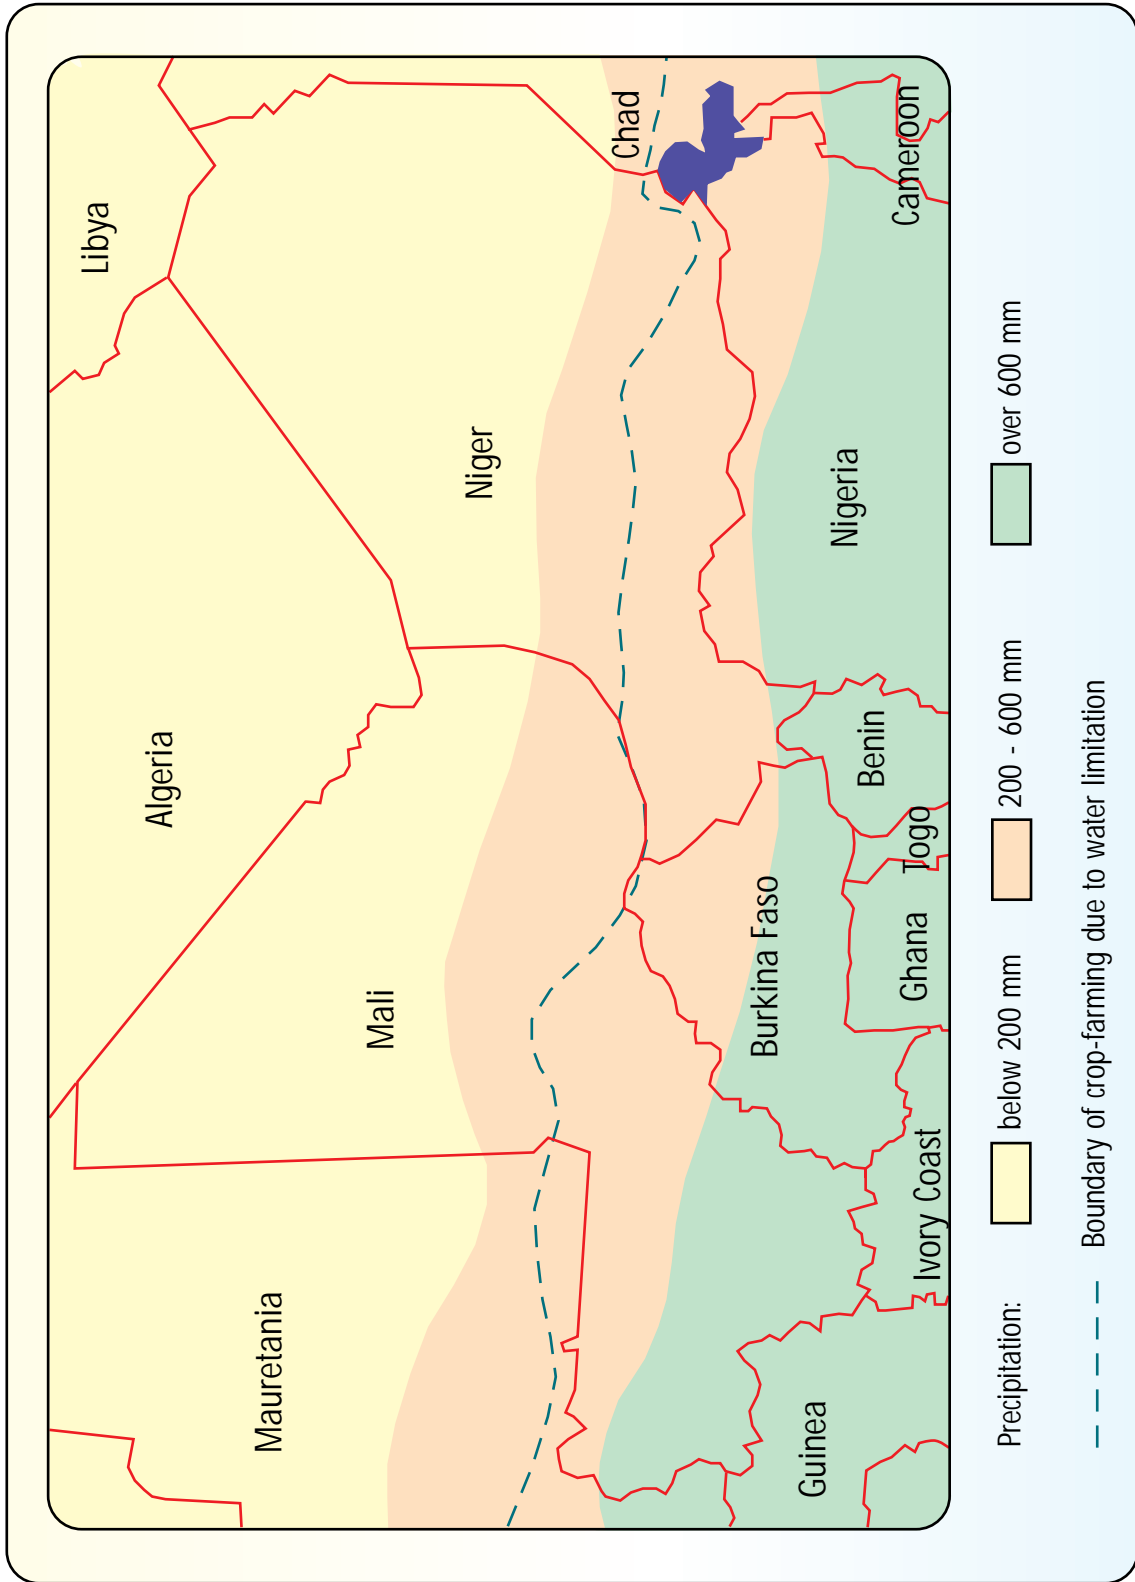 Libya
Algeria
Chad
Mauretania
Mali
Niger
Burkina Faso
Guinea
Nigeria
Benin
Cameroon
Ghana
Togo
Ivory Coast
Precipitation:
below 200 mm
200 - 600 mm
over 600 mm
Boundary of crop-farming due to water limitation